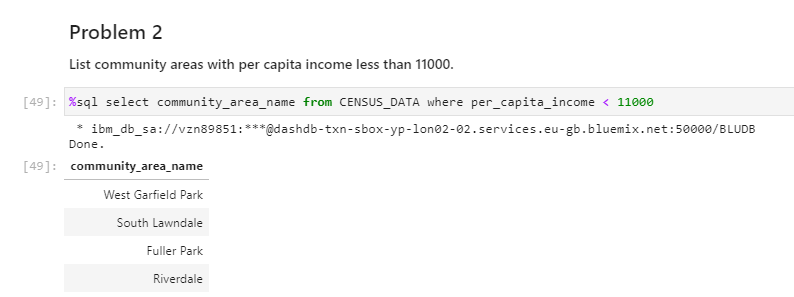 Problem 2
List community areas with per capita income less than 11000.
[49]: %sql select community_area_name from CENSUS_DATA where per_capita_income < 11000
* ibm_db_sa://vzn89851:***@dashdb-txn-sbox-yp-lon02-02.services.eu-gb.bluemix.net:50000/BLUDB
Done.
[49]: community_area_name
West Garfield Park
South Lawndale
Fuller Park
Riverdale